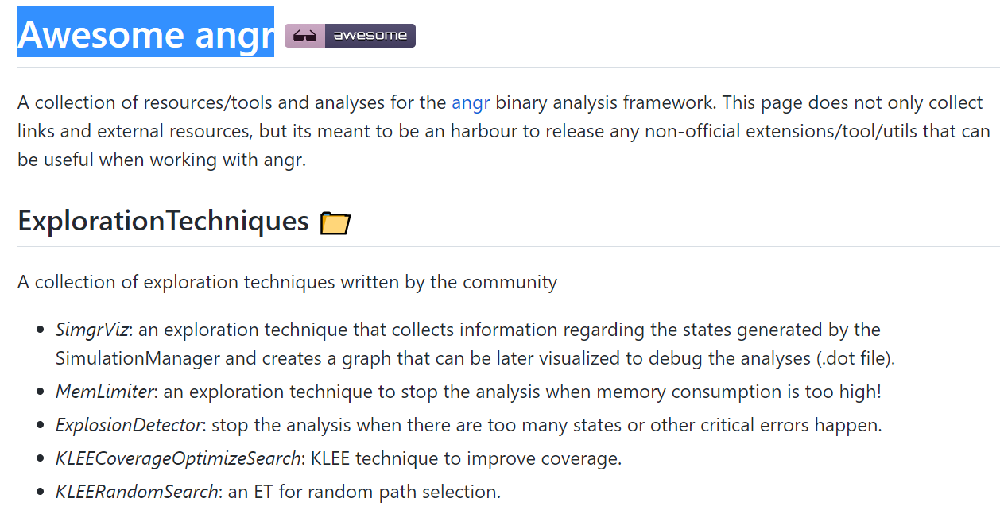 Awesome angr awesome
A collection of resources/tools and analyses for the angr binary analysis framework. This page does not only collect
links and external resources, but its meant to be an harbour to release any non-official extensions/tool/utils that can
be useful when working with angr.
ExplorationTechniques
A collection of exploration techniques written by the community
• SimgrViz: an exploration technique that collects information regarding the states generated by the
SimulationManager and creates a graph that can be later visualized to debug the analyses (.dot file).
• MemLimiter: an exploration technique to stop the analysis when memory consumption is too high!
• ExplosionDetector: stop the analysis when there are too many states or other critical errors happen.
• KLEECoverageOptimizeSearch: KLEE technique to improve coverage.
• KLEERandomSearch: an ET for random path selection.